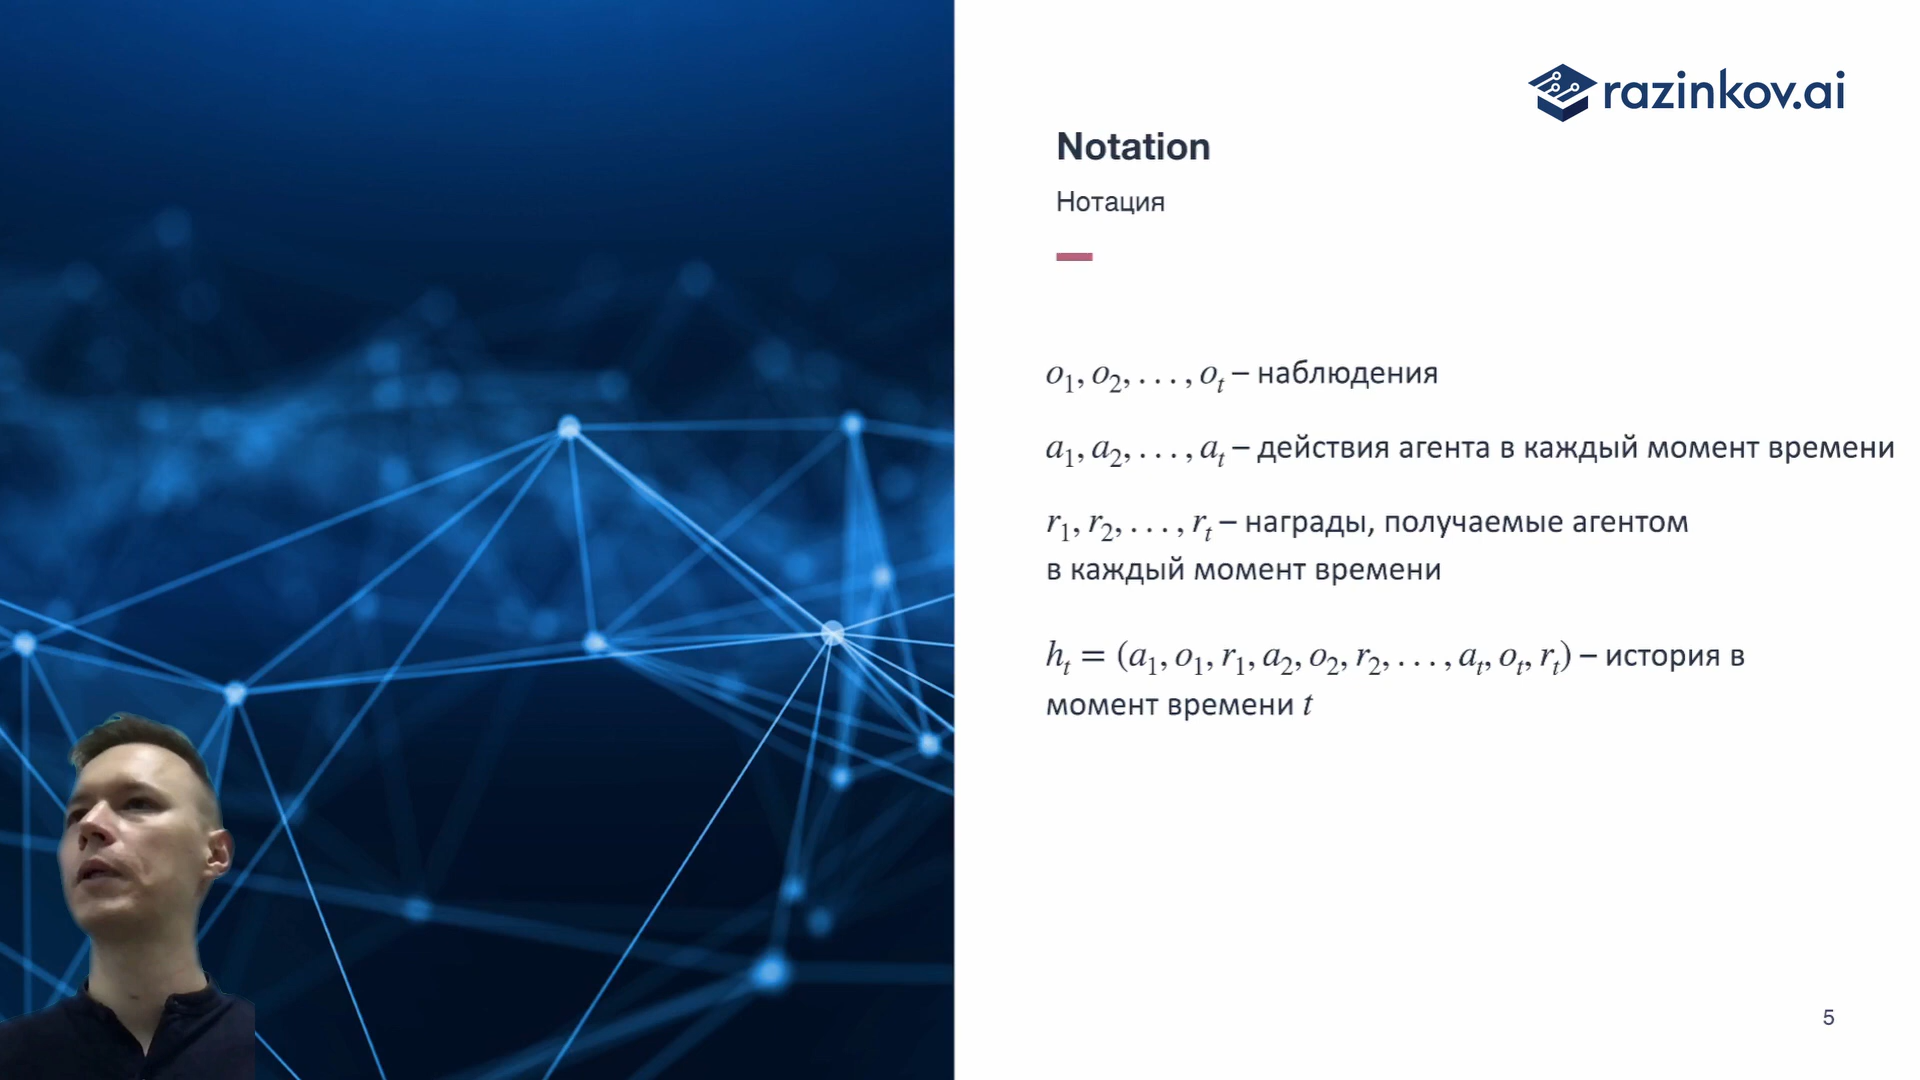 razinkov.ai
Notation
Нотация
o₁, o₂, . . . , oₜ – наблюдения
a₁, a₂, . . . , aₜ – действия агента в каждый момент времени
r₁, r₂, . . . , rₜ – награды, получаемые агентом
в каждый момент времени
hₜ = (a₁, o₁, r₁, a₂, o₂, r₂, . . . , aₜ, oₜ, rₜ) – история в
момент времени t
5